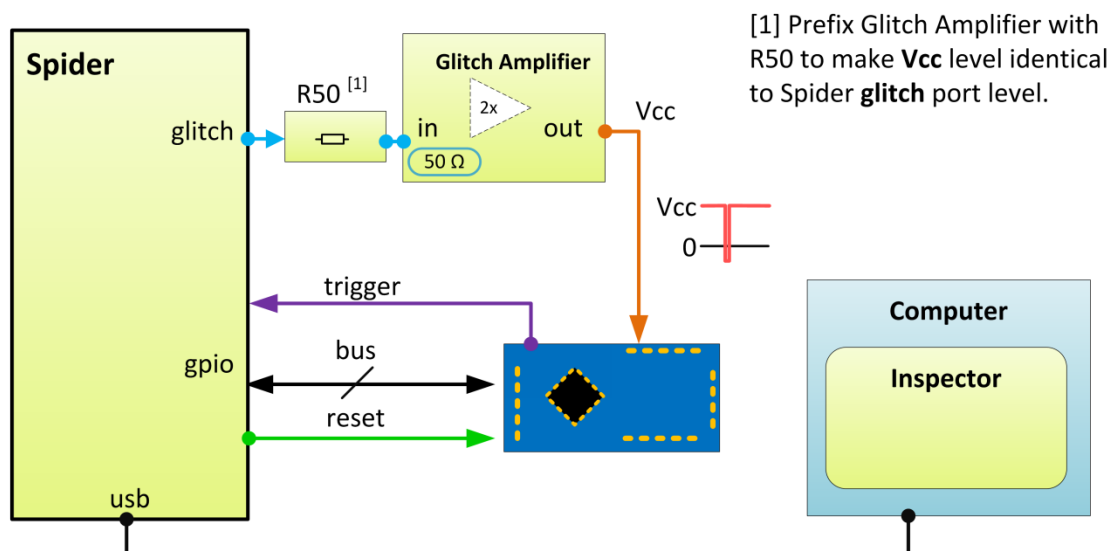 [1] Prefix Glitch Amplifier with
R50 to make Vcc level identical
to Spider glitch port level.
Spider
Glitch Amplifier
R50 [1]
2x
Vcc
glitch
in
out
50 Ω
Vcc
0
trigger
Computer
bus
gpio
Inspector
reset
usb